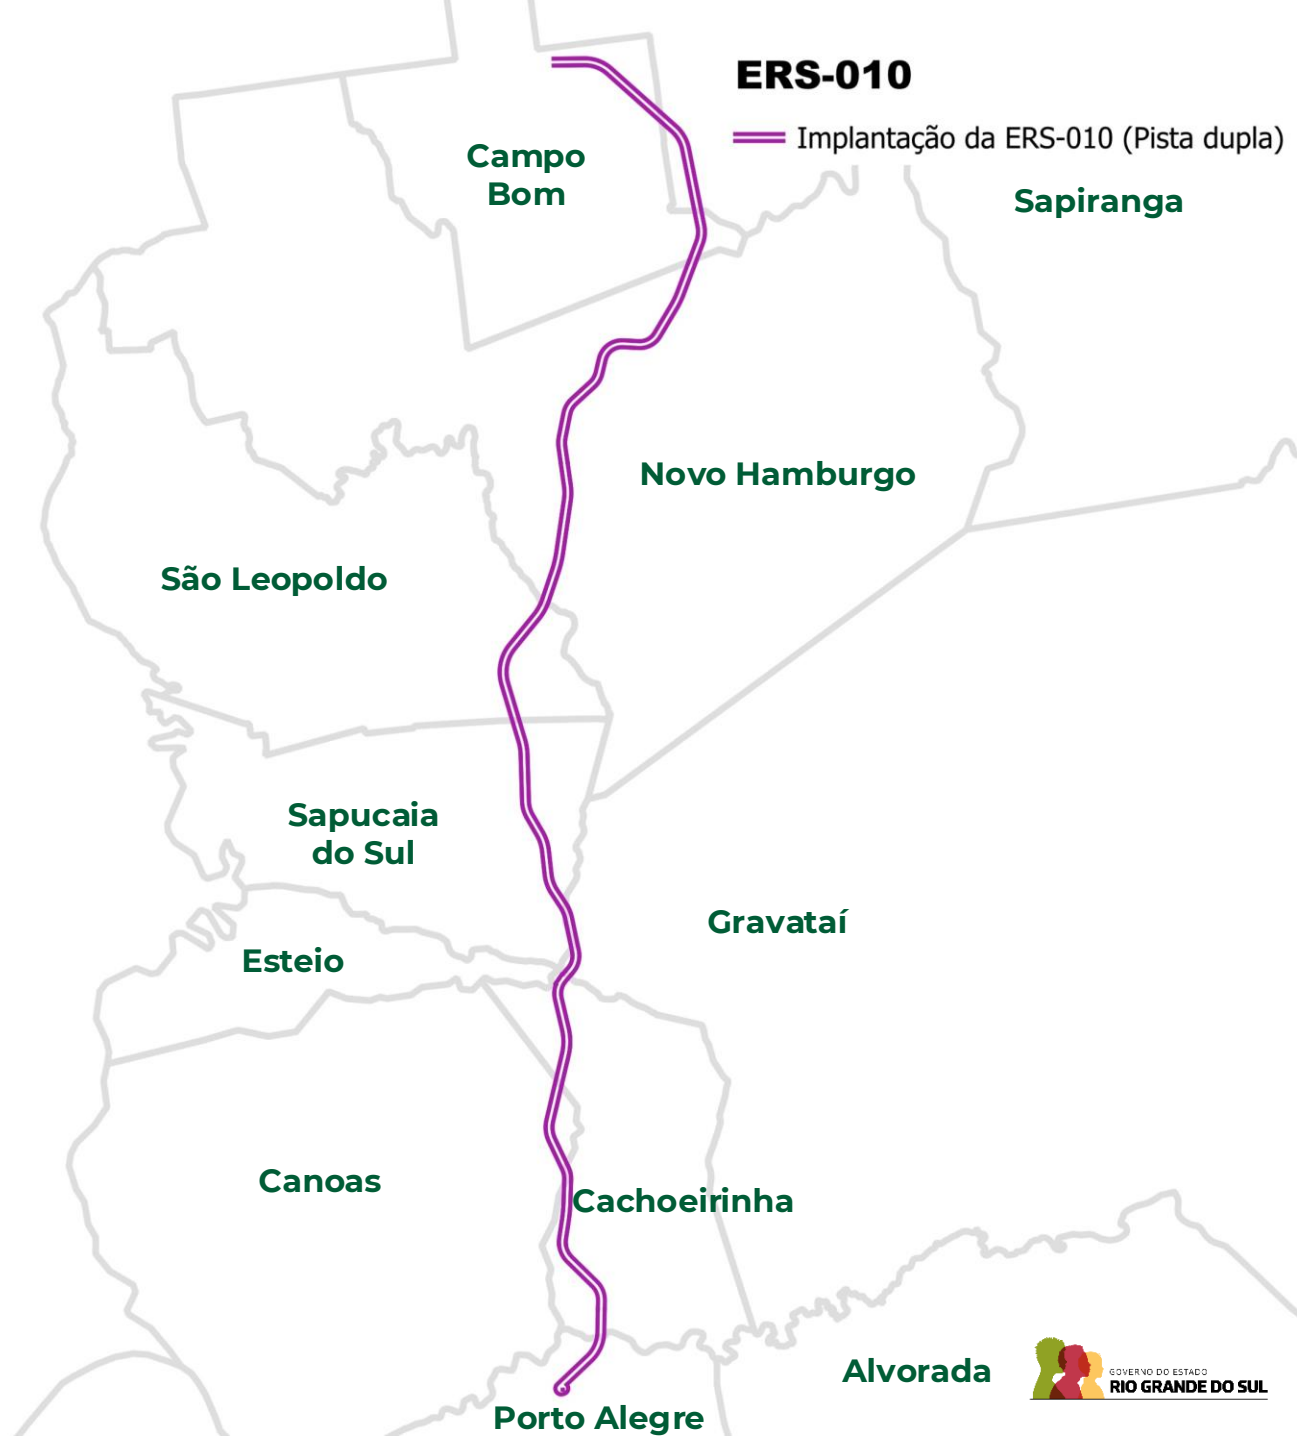 ERS-010
Implantação da ERS-010 (Pista dupla)
Campo
Bom
Sapiranga
Novo Hamburgo
São Leopoldo
Sapucaia
do Sul
Gravataí
Esteio
Canoas
Cachoeirinha
Alvorada
GOVERNO DO ESTADO
RIO GRANDE DO SUL
Porto Alegre